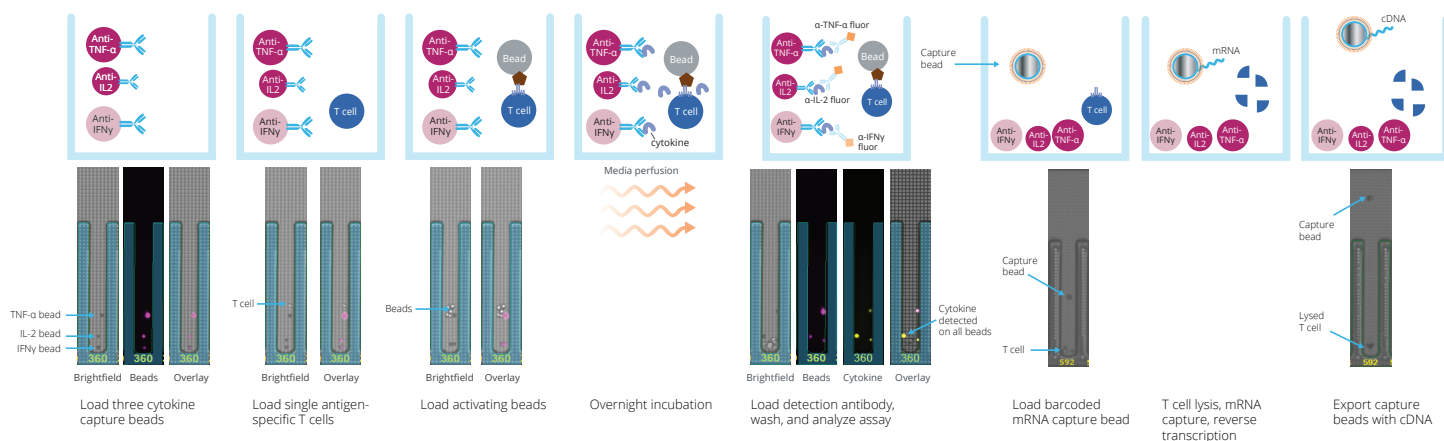 Anti-
TNF-α
Anti-
IL2
Anti-
IFNγ
Anti-
TNF-α
Anti-
IL2
Anti-
IFNγ
T cell
Anti-
TNF-α
Anti-
IL2
Anti-
IFNγ
Bead
T cell
Anti-
TNF-α
Anti-
IL2
Anti-
IFNγ
Bead
T cell
cytokine
Media perfusion
α-TNF-α fluor
Anti-
TNF-α
Anti-
IL2
α-IL-2 fluor
Anti-
IFNγ
α-IFNγ
fluor
Bead
T cell
Capture
bead
T cell
Anti-
IFNγ
Anti-
IL2
Anti-
TNF-α
mRNA
Anti-
IFNγ
Anti-
IL2
Anti-
TNF-α
cDNA
Anti-
IFNγ
Anti-
IL2
Anti-
TNF-α
TNF-α bead
IL-2 bead
IFNγ bead
360
360
360
Brightfield
Beads
Overlay
T cell
360
360
Brightfield
Overlay
Beads
360
360
Brightfield
Overlay
360
360
360
360
Cytokine
detected
on all beads
Brightfield
Beads
Cytokine
Overlay
Capture
bead
T cell
592
Capture
bead
Lysed
T cell
592
Load three cytokine
capture beads
Load single antigen-
specific T cells
Load activating beads
Overnight incubation
Load detection antibody,
wash, and analyze assay
Load barcoded
mRNA capture bead
T cell lysis, mRNA
capture, reverse
transcription
Export capture
beads with cDNA